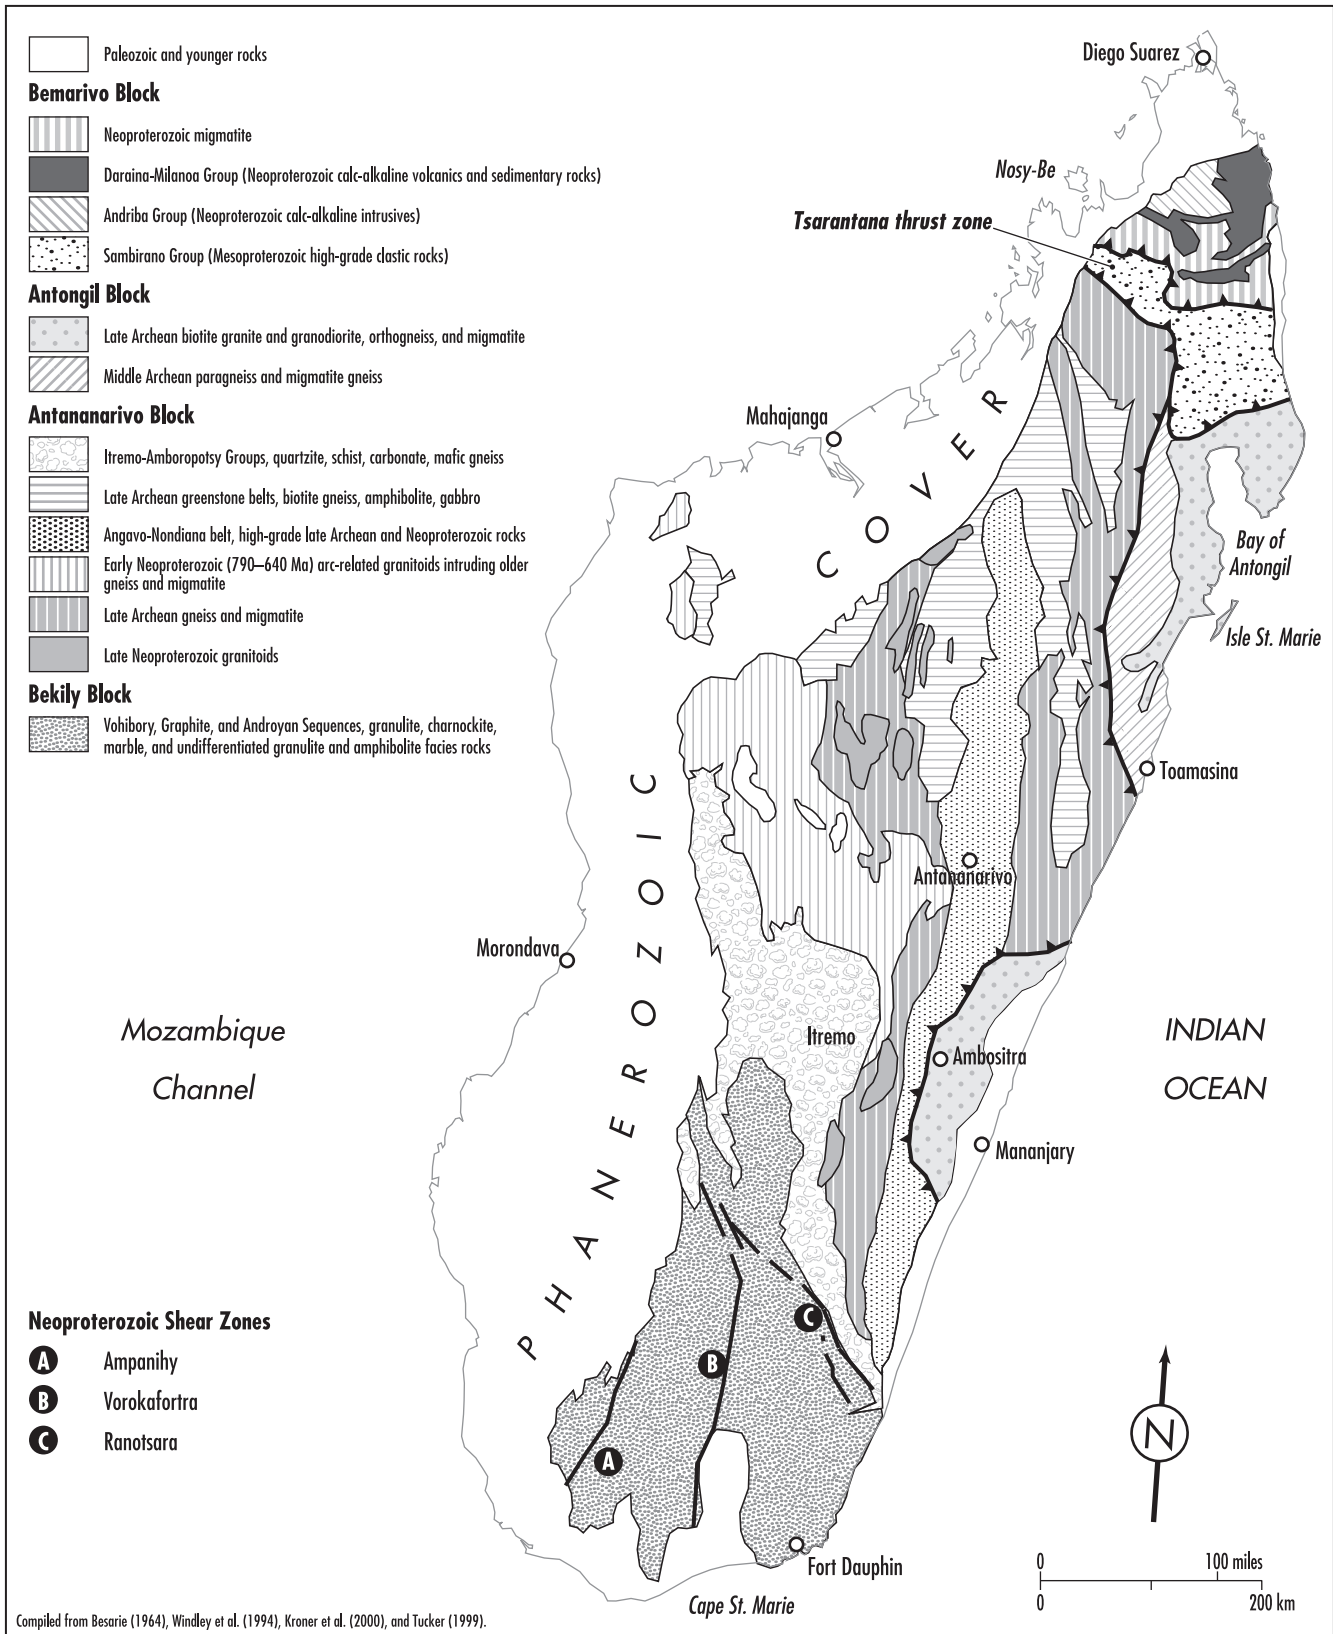 Paleozoic and younger rocks
Bemarivo Block
Neoproterozoic migmatite
Daraina-Milanoa Group (Neoproterozoic calc-alkaline volcanics and sedimentary rocks)
Andriba Group (Neoproterozoic calc-alkaline intrusives)
Sambirano Group (Mesoproterozoic high-grade clastic rocks)
Antongil Block
Late Archean biotite granite and granodiorite, orthogneiss, and migmatite
Middle Archean paragneiss and migmatite gneiss
Antananarivo Block
Itremo-Amboropotsy Groups, quartzite, schist, carbonate, mafic gneiss
Late Archean greenstone belts, biotite gneiss, amphibolite, gabbro
Angavo-Nondiana belt, high-grade late Archean and Neoproterozoic rocks
Early Neoproterozoic (790–640 Ma) arc-related granitoids intruding older
gneiss and migmatite
Late Archean gneiss and migmatite
Late Neoproterozoic granitoids
Bekily Block
Vohibory, Graphite, and Androyan Sequences, granulite, charnockite,
marble, and undifferentiated granulite and amphibolite facies rocks
Diego Suarez
Nosy-Be
Tsarantana thrust zone
Mahajanga
Bay of
Antongil
Isle St. Marie
Toamasina
Antananarivo
Morondava
Itremo
Ambositra
Mananjary
Mozambique
Channel
INDIAN
OCEAN
PHANEROZOIC
COVER
Neoproterozoic Shear Zones
A Ampanihy
B Vorokafortra
C Ranotsara
A
B
C
Fort Dauphin
Cape St. Marie
N
0 100 miles
0 200 km
Compiled from Besarie (1964), Windley et al. (1994), Kroner et al. (2000), and Tucker (1999).